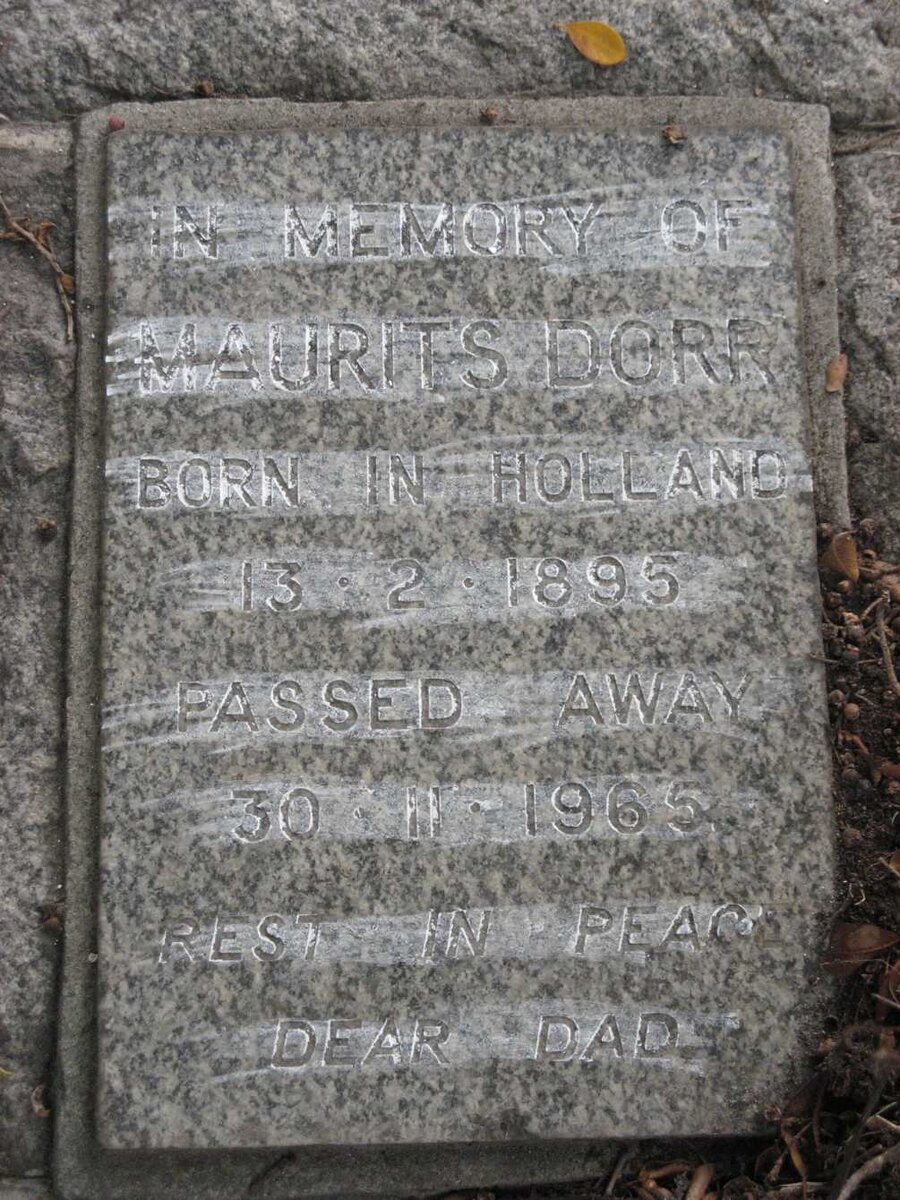 IN MEMORY OF
MAURITS DORR
BORN IN HOLLAND
13 · 2 · 1895
PASSED AWAY
30 · 11 · 1965.
REST IN PEACE
DEAR DAD